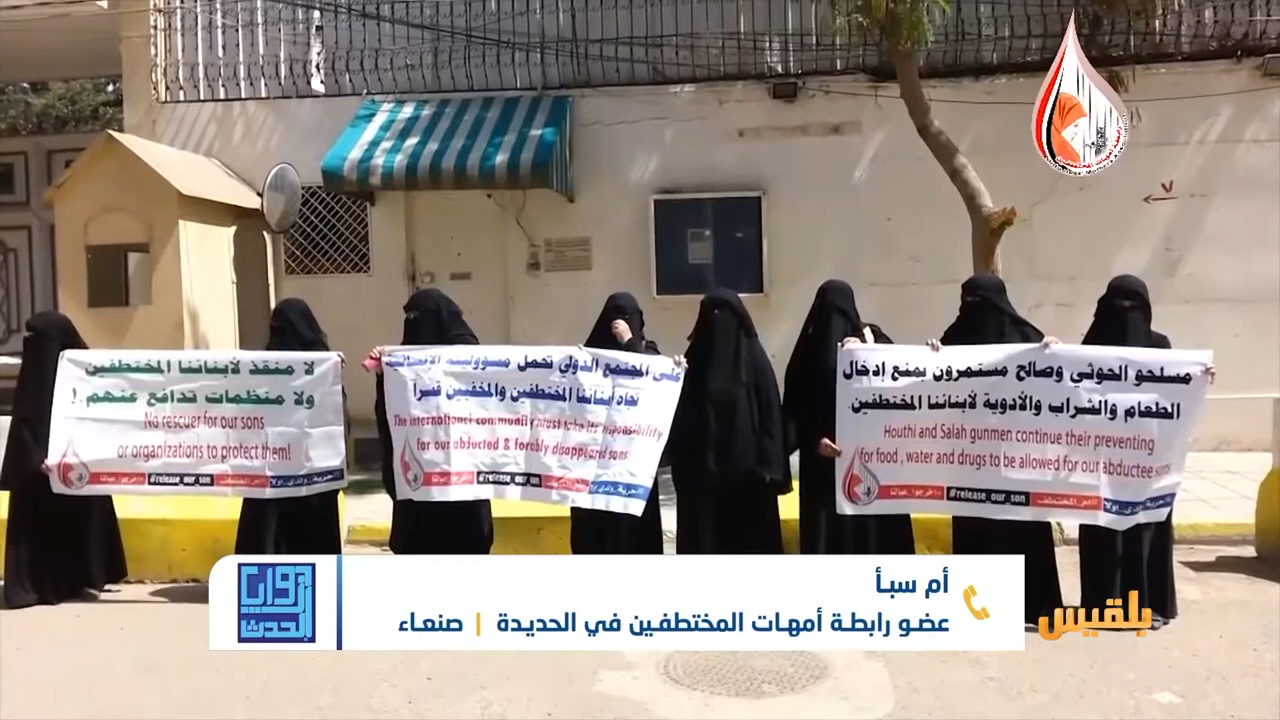 لا منقذ لأبنائنا المختطفين
ولا منظمات تدافع عنهم !
No rescuer for our sons
or organizations to protect them!
#release_our_son
على المجتمع الدولي تحمل مسؤوليته
تجاه أبنائنا المختطفين والمخفيين قسرا
The international community must take its responsibility
for our abducted & forcbly disappeared sons
#release_our_son
مسلحو الحوثي وصالح مستمرون بمنع إدخال
الطعام والشراب والأدوية لأبنائنا المختطفين.
Houthi and Salah gunmen continue their preventing
for food , water and drugs to be allowed for our abductee sons
#release_our_son
V
أم سبأ
عضو رابطة أمهات المختطفين في الحديدة | صنعاء
بلقيس